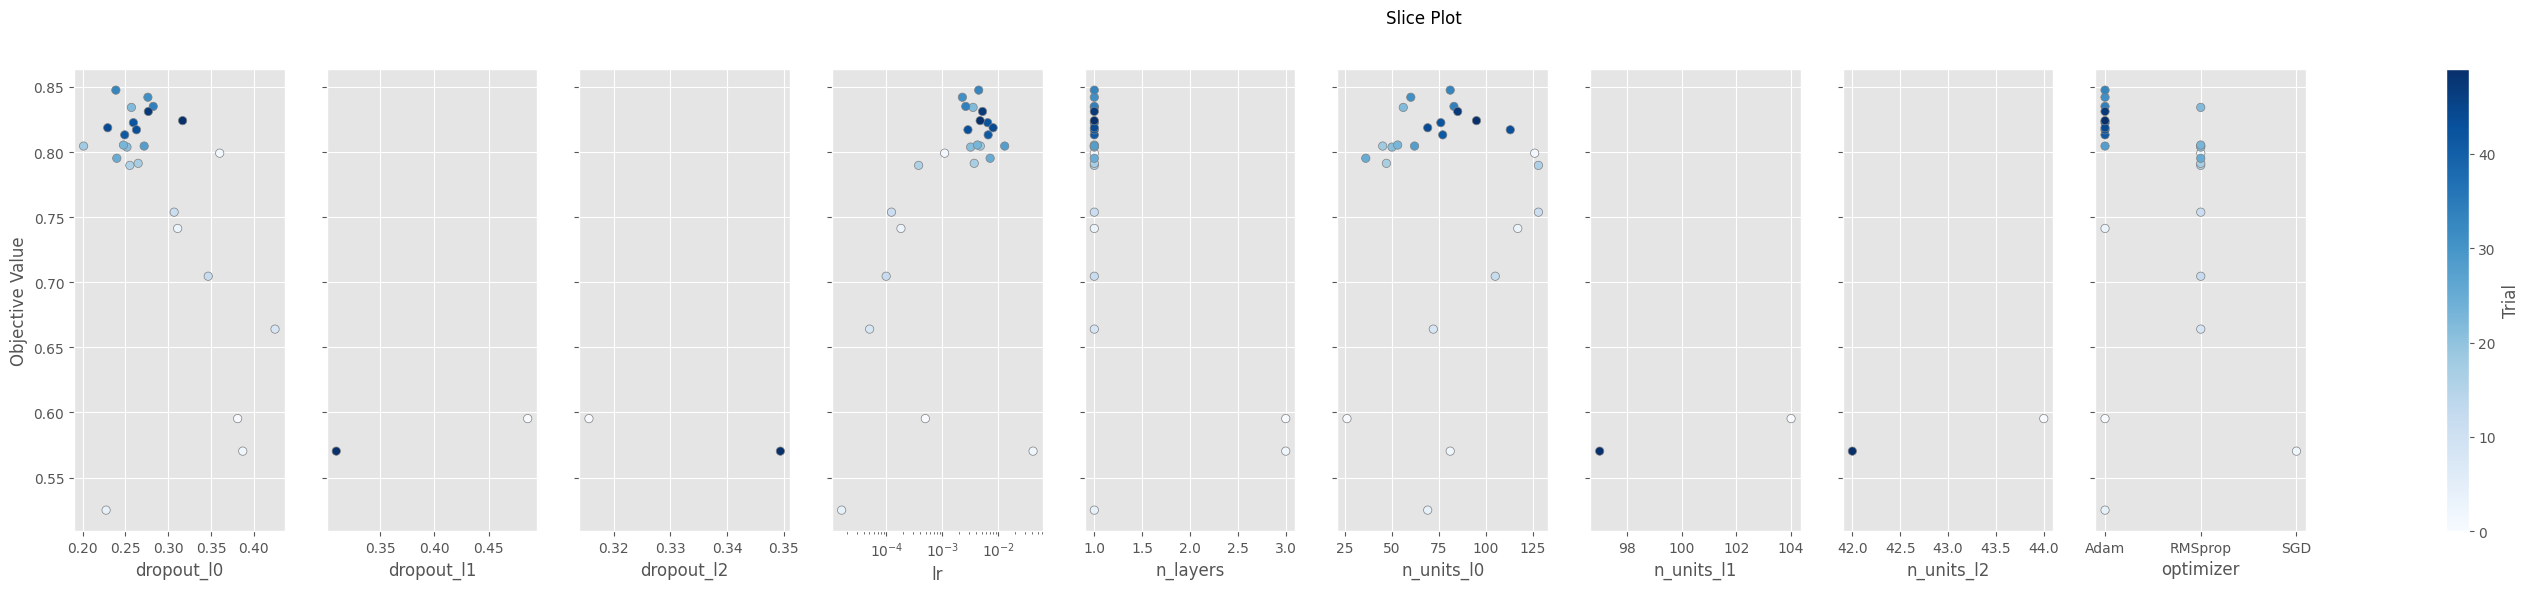 Slice Plot
Objective Value
0.85
0.80
0.75
0.70
0.65
0.60
0.55
0.20 0.25 0.30 0.35 0.40
dropout_l0
0.35 0.40 0.45
dropout_l1
0.32 0.33 0.34 0.35
dropout_l2
10⁻⁴ 10⁻³ 10⁻²
lr
1.0 1.5 2.0 2.5 3.0
n_layers
25 50 75 100 125
n_units_l0
98 100 102 104
n_units_l1
42.0 42.5 43.0 43.5 44.0
n_units_l2
Adam RMSprop SGD
optimizer
40
30
20
10
0
Trial